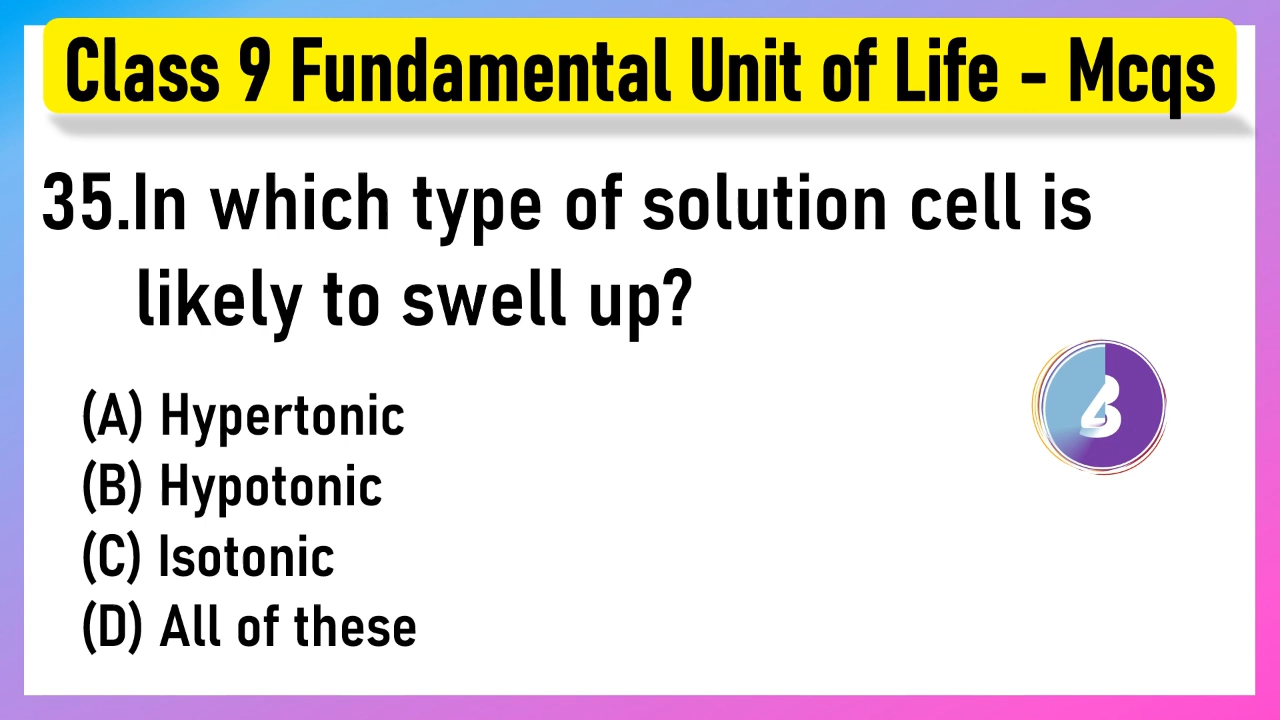 Class 9 Fundamental Unit of Life - Mcqs
35.In which type of solution cell is
likely to swell up?
(A) Hypertonic
(B) Hypotonic
(C) Isotonic
(D) All of these